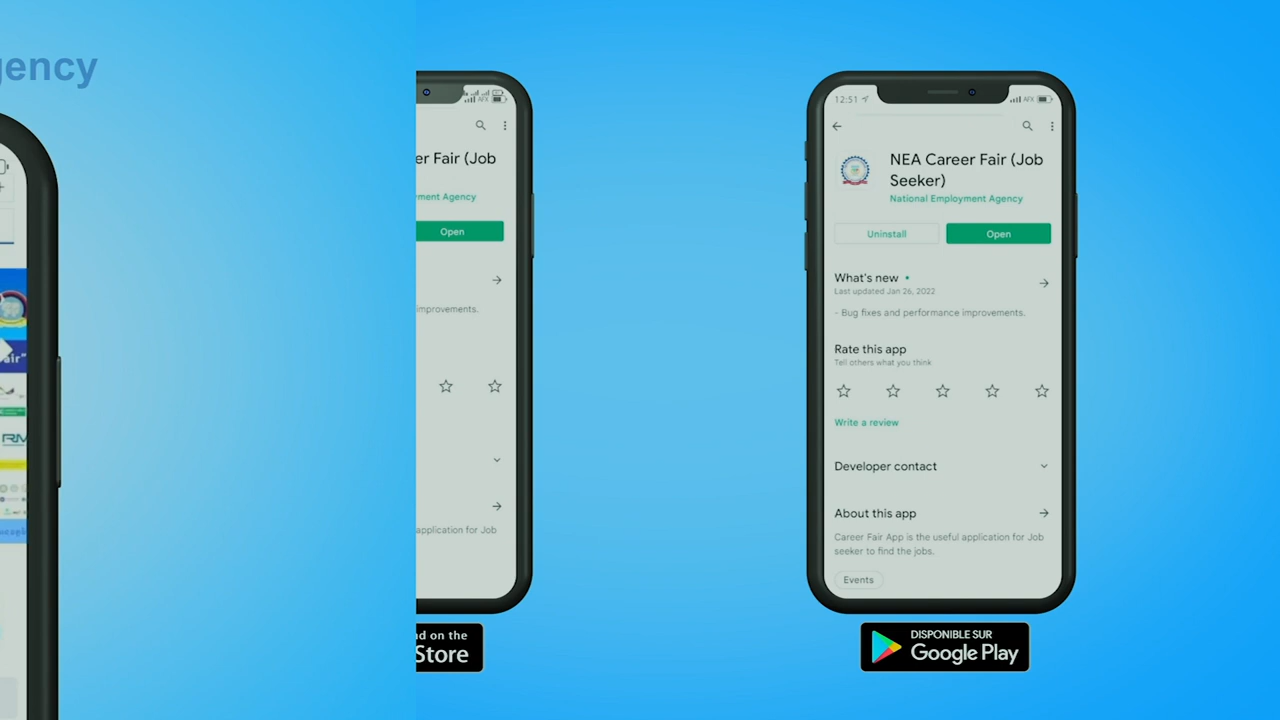 gency
er Fair (Job
ment Agency
Open
improvements.
application for Job
d on the
Store
12:51
AFX
NEA Career Fair (Job
Seeker)
National Employment Agency
Uninstall
Open
What's new
Last updated Jan 26, 2022
- Bug fixes and performance improvements.
Rate this app
Tell others what you think
Write a review
Developer contact
About this app
Career Fair App is the useful application for Job
seeker to find the jobs.
Events
DISPONIBLE SUR
Google Play